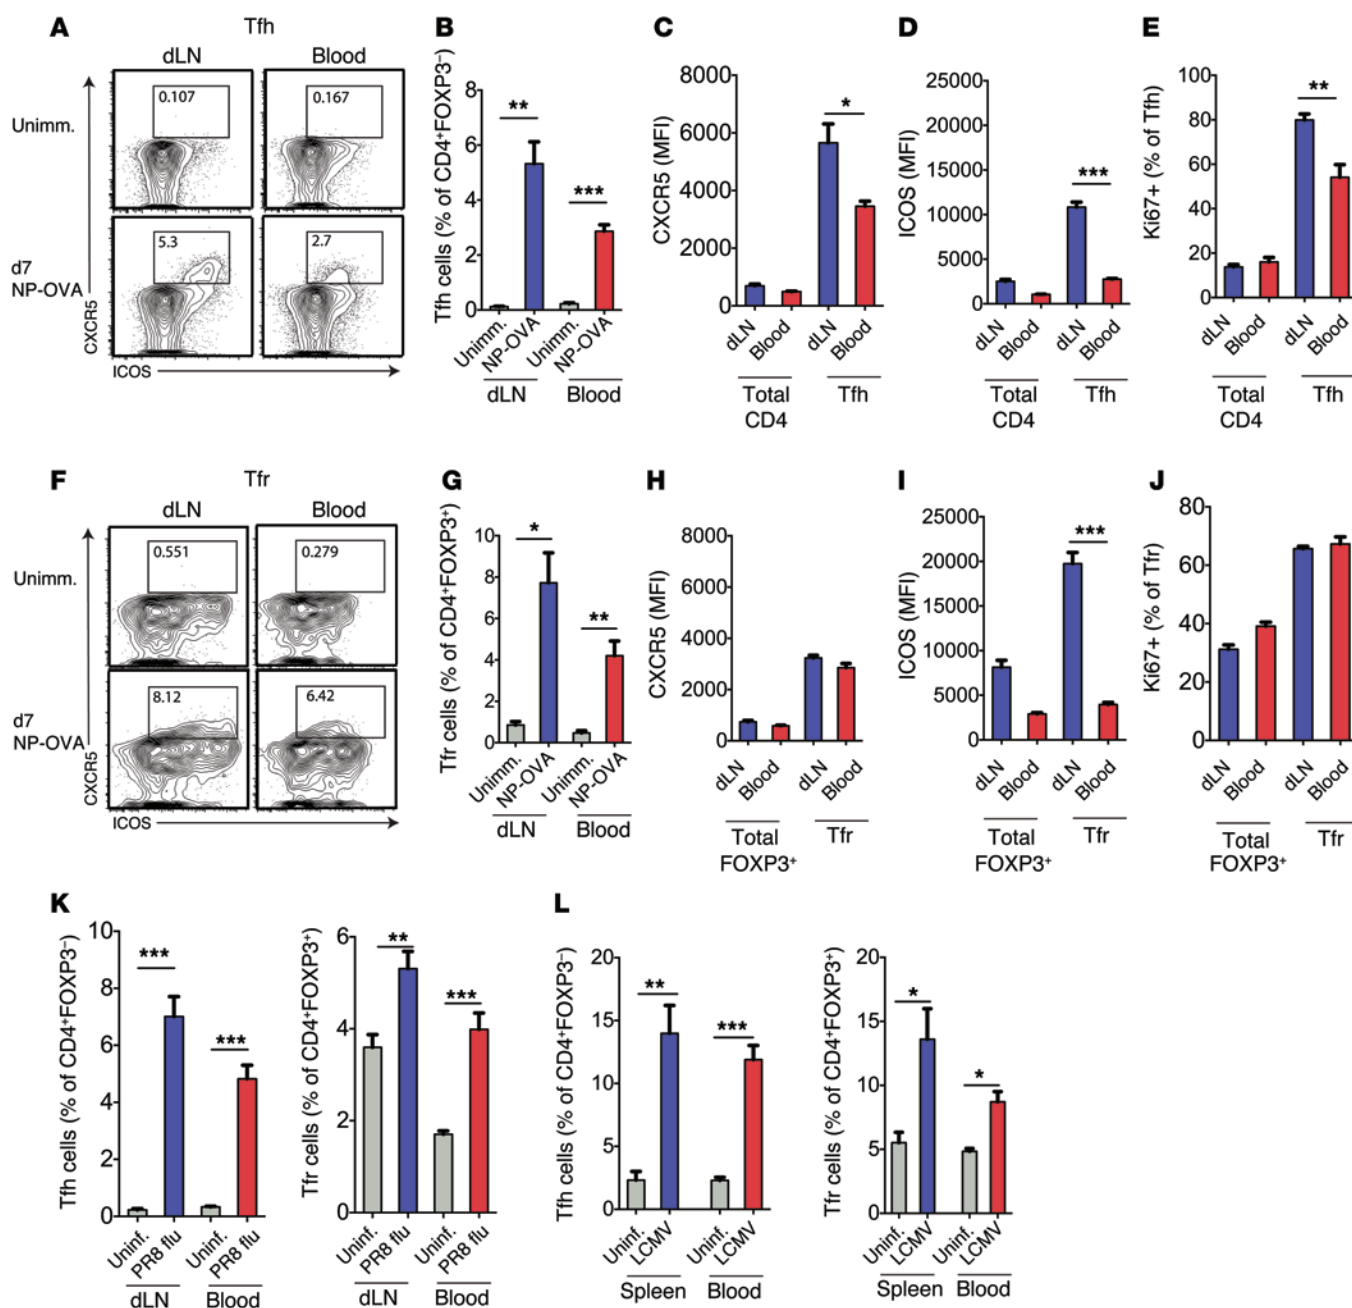 A
Tfh
dLN
Blood
Unimm.
0.107
0.167
d7
NP-OVA
5.3
2.7
CXCR5
ICOS
B
Tfh cells (% of CD4⁺FOXP3⁻)
8
6
4
2
0
**
***
Unimm.
NP-OVA
Unimm.
NP-OVA
dLN
Blood
C
CXCR5 (MFI)
8000
6000
4000
2000
0
*
dLN
Blood
dLN
Blood
Total
CD4
Tfh
D
ICOS (MFI)
25000
20000
15000
10000
5000
0
***
dLN
Blood
dLN
Blood
Total
CD4
Tfh
E
Ki67+ (% of Tfh)
100
80
60
40
20
0
**
dLN
Blood
dLN
Blood
Total
CD4
Tfh
F
Tfr
dLN
Blood
Unimm.
0.551
0.279
d7
NP-OVA
8.12
6.42
CXCR5
ICOS
G
Tfr cells (% of CD4⁺FOXP3⁺)
10
8
6
4
2
0
*
**
Unimm.
NP-OVA
Unimm.
NP-OVA
dLN
Blood
H
CXCR5 (MFI)
8000
6000
4000
2000
0
dLN
Blood
dLN
Blood
Total
FOXP3⁺
Tfr
I
ICOS (MFI)
25000
20000
15000
10000
5000
0
***
dLN
Blood
dLN
Blood
Total
FOXP3⁺
Tfr
J
Ki67+ (% of Tfr)
80
60
40
20
0
dLN
Blood
dLN
Blood
Total
FOXP3⁺
Tfr
K
Tfh cells (% of CD4⁺FOXP3⁻)
10
8
6
4
2
0
***
***
Uninf.
PR8 flu
Uninf.
PR8 flu
dLN
Blood
Tfr cells (% of CD4⁺FOXP3⁺)
6
4
2
0
**
***
Uninf.
PR8 flu
Uninf.
PR8 flu
dLN
Blood
L
Tfh cells (% of CD4⁺FOXP3⁻)
20
15
10
5
0
**
***
Uninf.
LCMV
Uninf.
LCMV
Spleen
Blood
Tfr cells (% of CD4⁺FOXP3⁺)
20
15
10
5
0
*
*
Uninf.
LCMV
Uninf.
LCMV
Spleen
Blood